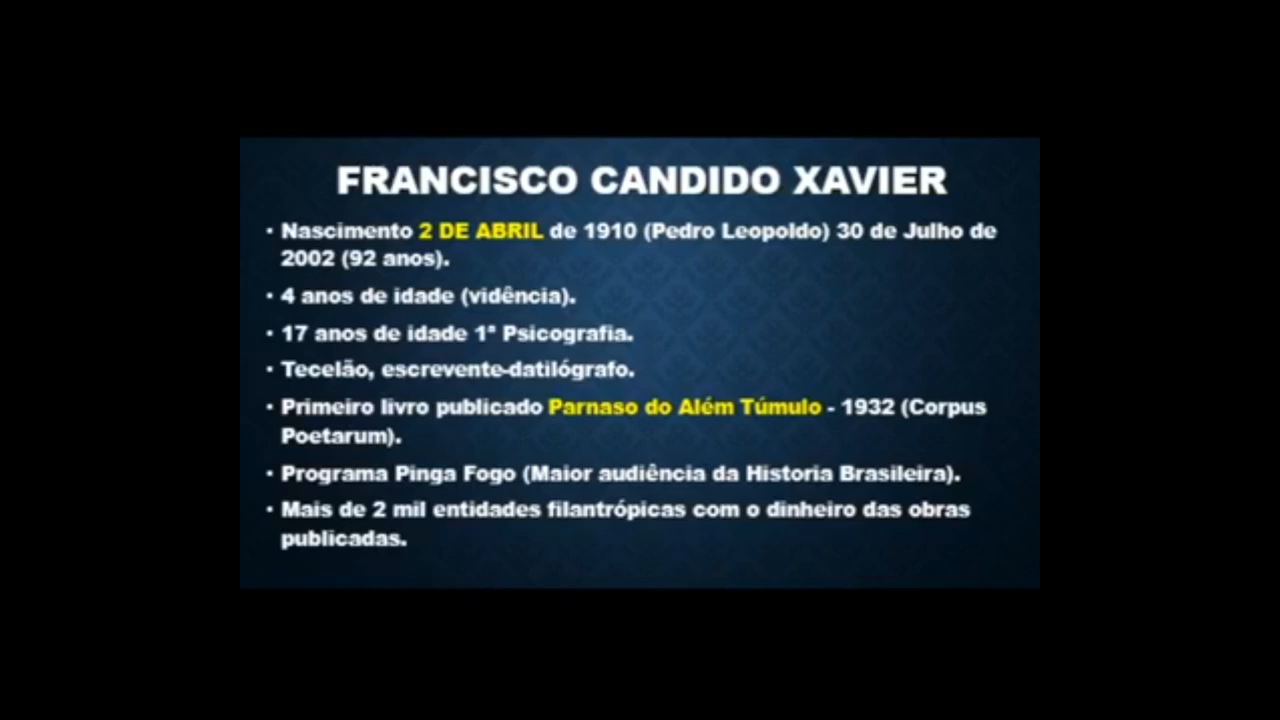 FRANCISCO CANDIDO XAVIER
• Nascimento 2 DE ABRIL de 1910 (Pedro Leopoldo) 30 de Julho de
2002 (92 anos).
• 4 anos de idade (vidência).
• 17 anos de idade 1ª Psicografia.
• Tecelão, escrevente-datilógrafo.
• Primeiro livro publicado Parnaso do Além Túmulo - 1932 (Corpus
Poetarum).
• Programa Pinga Fogo (Maior audiência da Historia Brasileira).
• Mais de 2 mil entidades filantrópicas com o dinheiro das obras
publicadas.